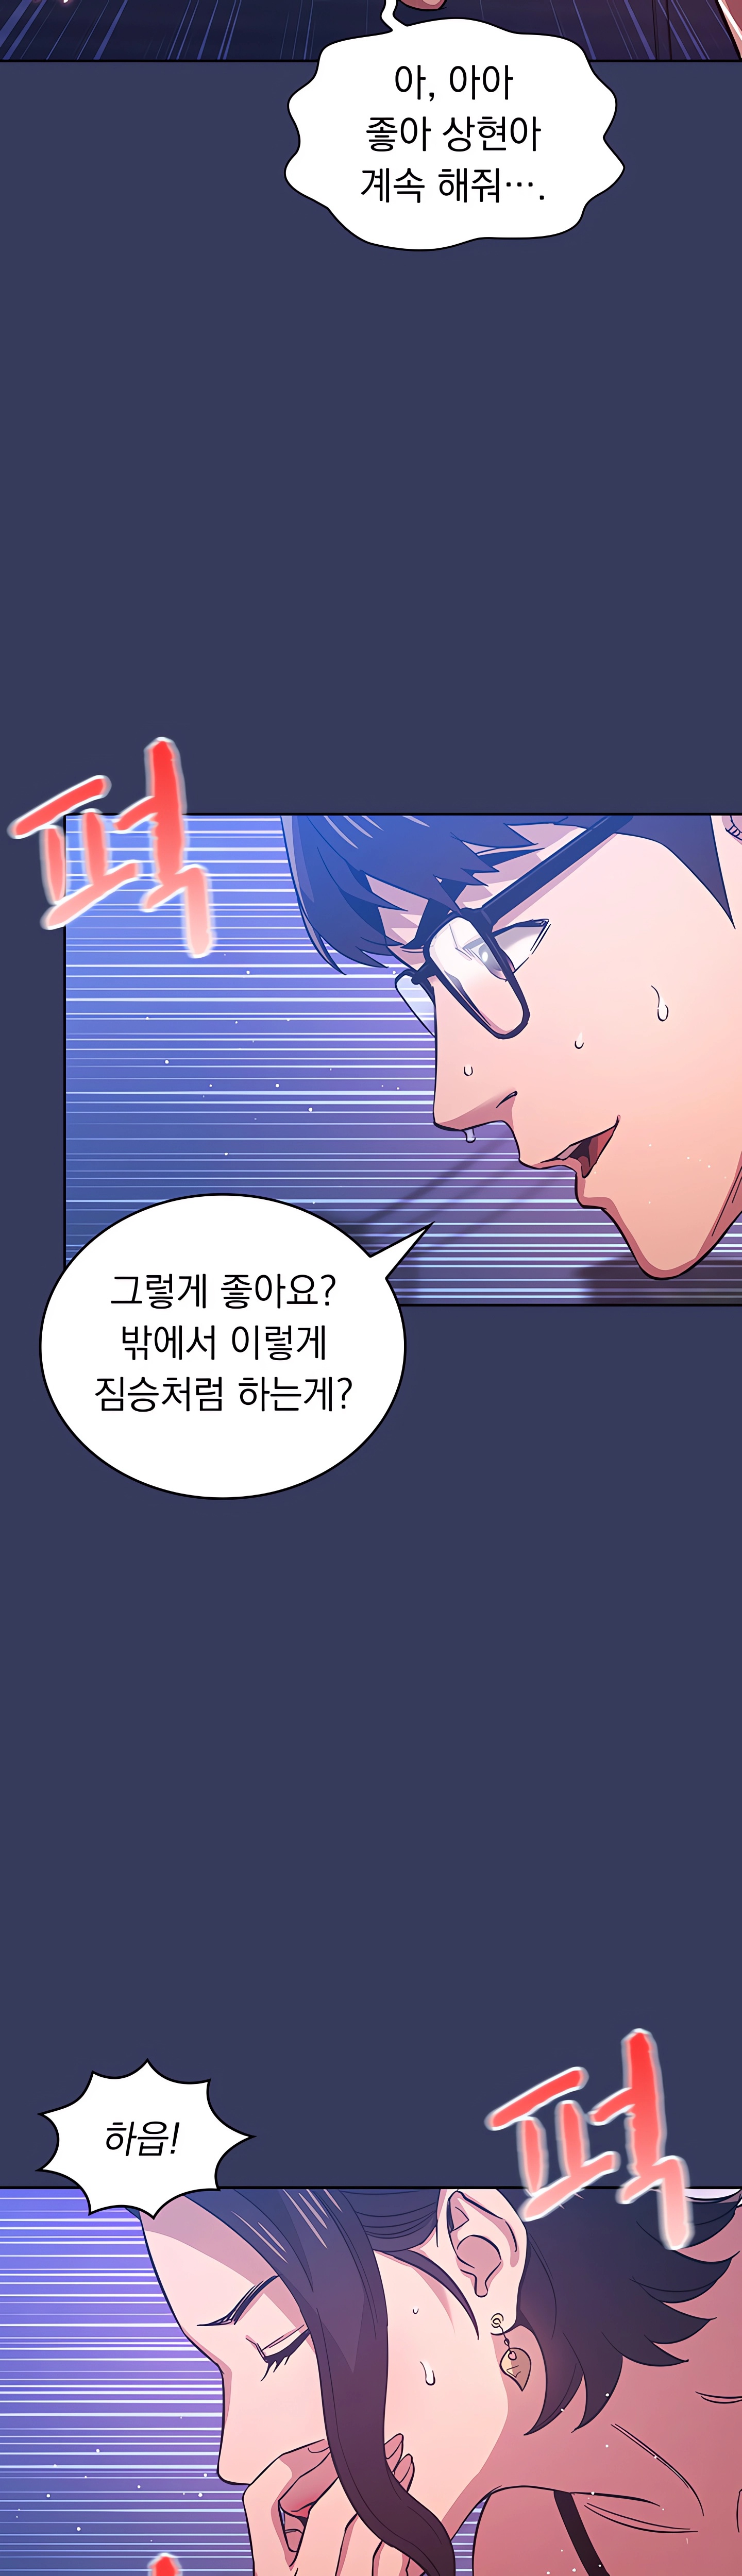 아, 아아
좋아 상현아
계속 해줘….
퍽
그렇게 좋아요?
밖에서 이렇게
짐승처럼 하는게?
퍽
하읍!